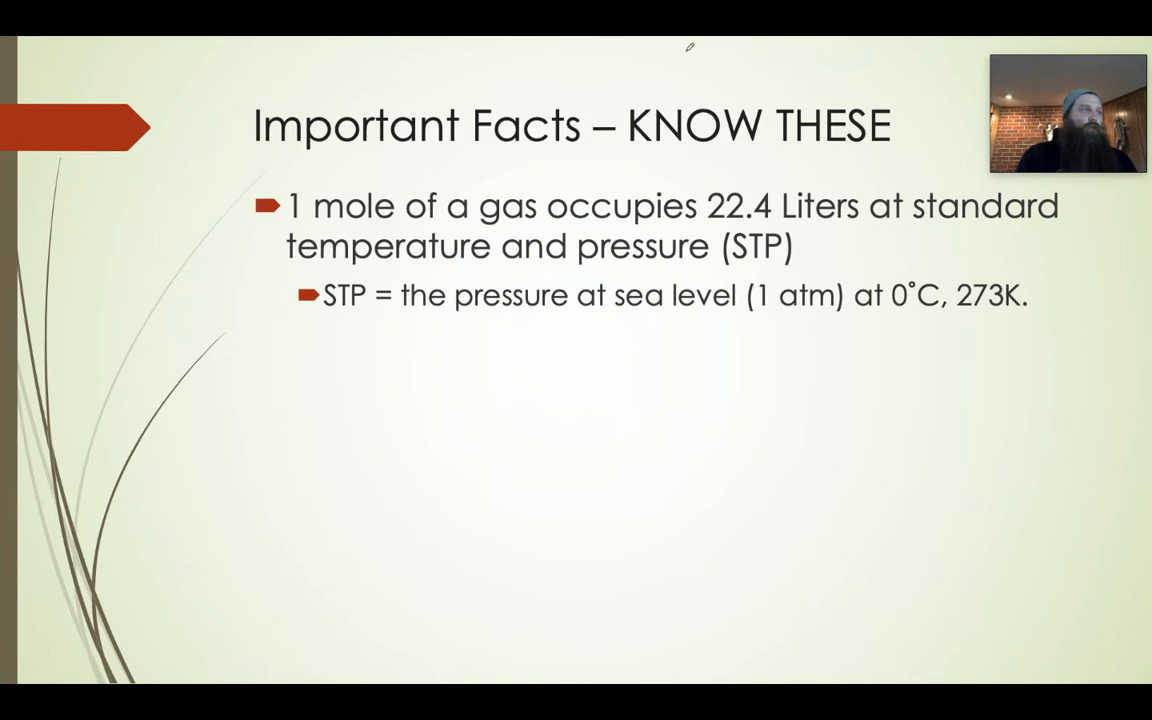 Important Facts – KNOW THESE
1 mole of a gas occupies 22.4 Liters at standard
temperature and pressure (STP)
STP = the pressure at sea level (1 atm) at 0˚C, 273K.